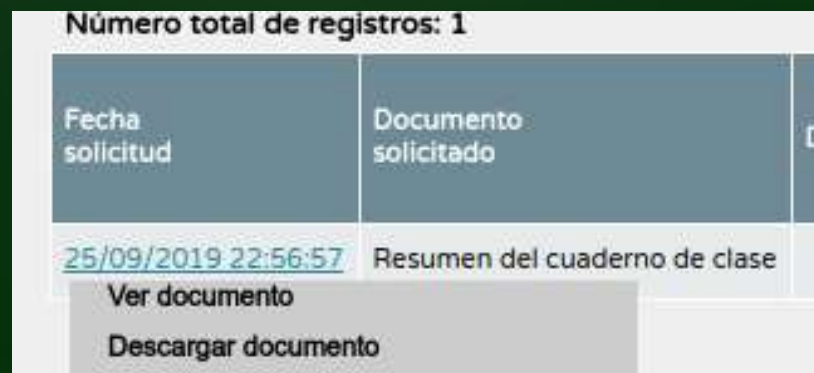 Número total de registros: 1
Fecha
solicitud
Documento
solicitado
25/09/2019 22:56:57 Resumen del cuaderno de clase
Ver documento
Descargar documento